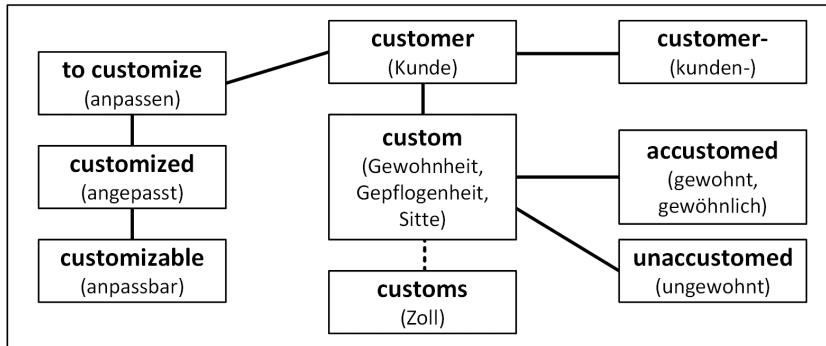 customer
(Kunde)
customer-
(kunden-)
to customize
(anpassen)
custom
(Gewohnheit,
Gepflogenheit,
Sitte)
customized
(angepasst)
accustomed
(gewohnt,
gewöhnlich)
customizable
(anpassbar)
unaccustomed
(ungewohnt)
customs
(Zoll)